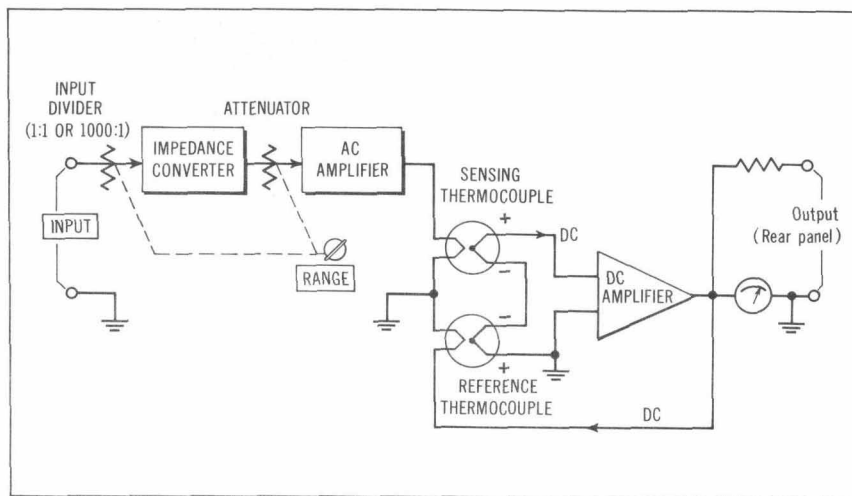 INPUT
DIVIDER
(1:1 OR 1000:1)
ATTENUATOR
IMPEDANCE
CONVERTER
AC
AMPLIFIER
SENSING
THERMOCOUPLE
+
DC
Output
(Rear panel)
INPUT
RANGE
−
DC
AMPLIFIER
−
+
REFERENCE
THERMOCOUPLE
DC